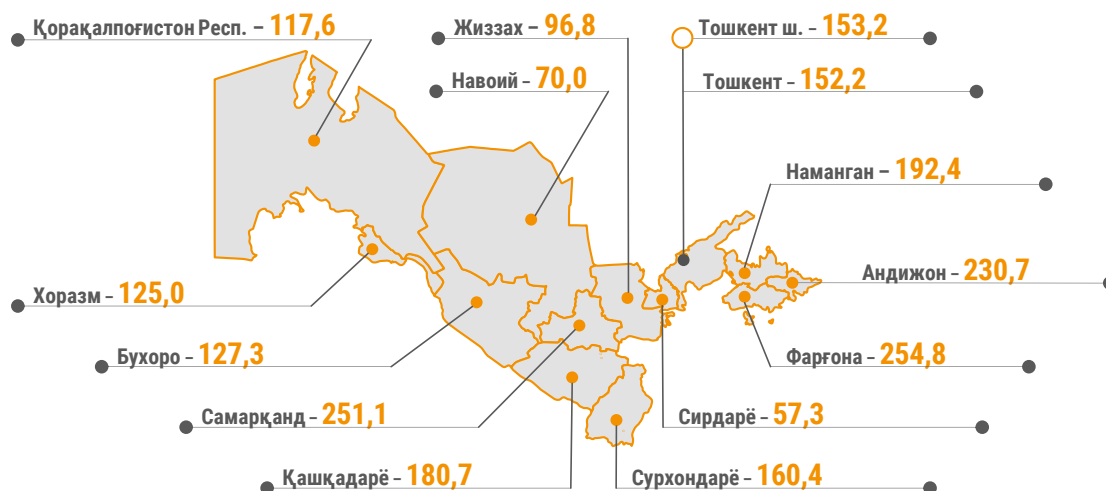 Қорақалпоғистон Респ. – 117,6
Жиззах – 96,8
Тошкент ш. – 153,2
Навоий – 70,0
Тошкент – 152,2
Наманган – 192,4
Андижон – 230,7
Хоразм – 125,0
Бухоро – 127,3
Фарғона – 254,8
Самарқанд – 251,1
Сирдарё – 57,3
Қашқадарё – 180,7
Сурхондарё – 160,4